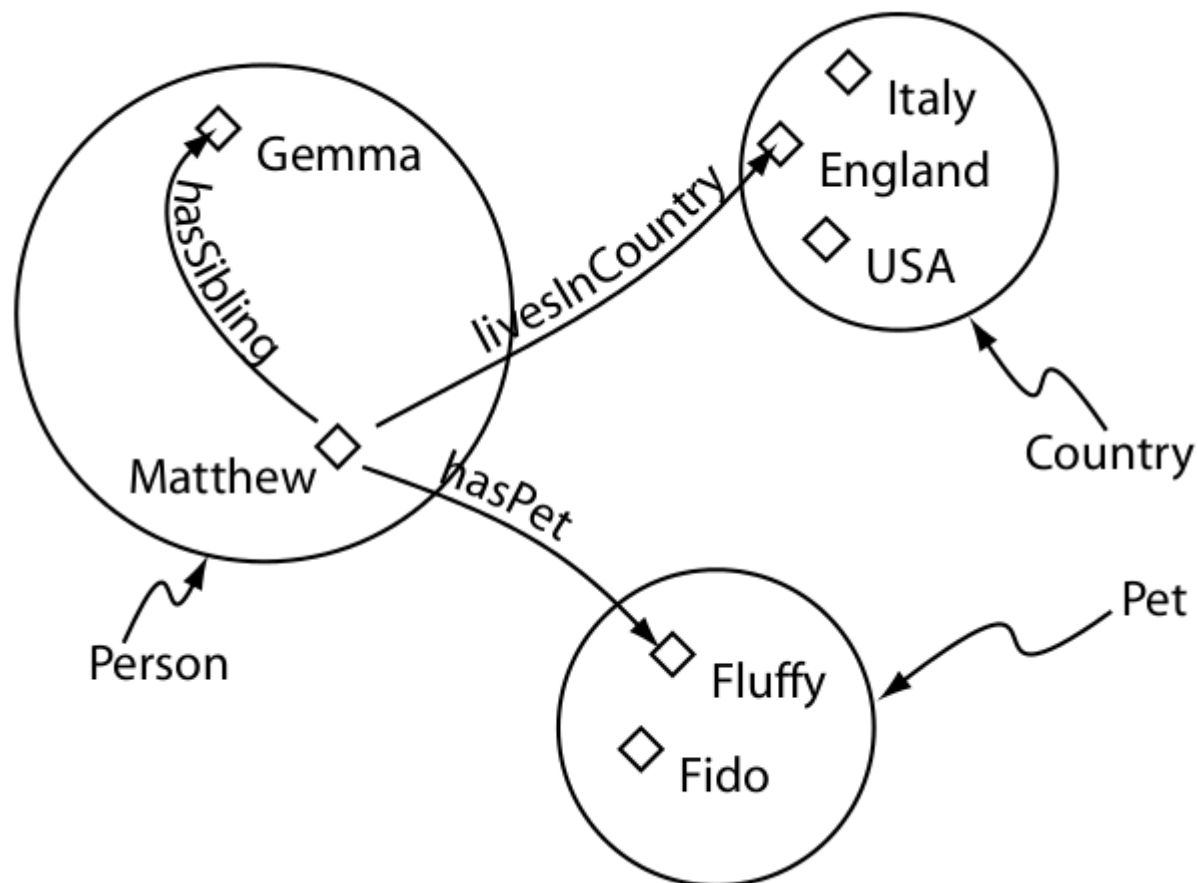 Italy
Gemma
England
hasSibling
livesInCountry
USA
Country
Matthew
hasPet
Pet
Person
Fluffy
Fido